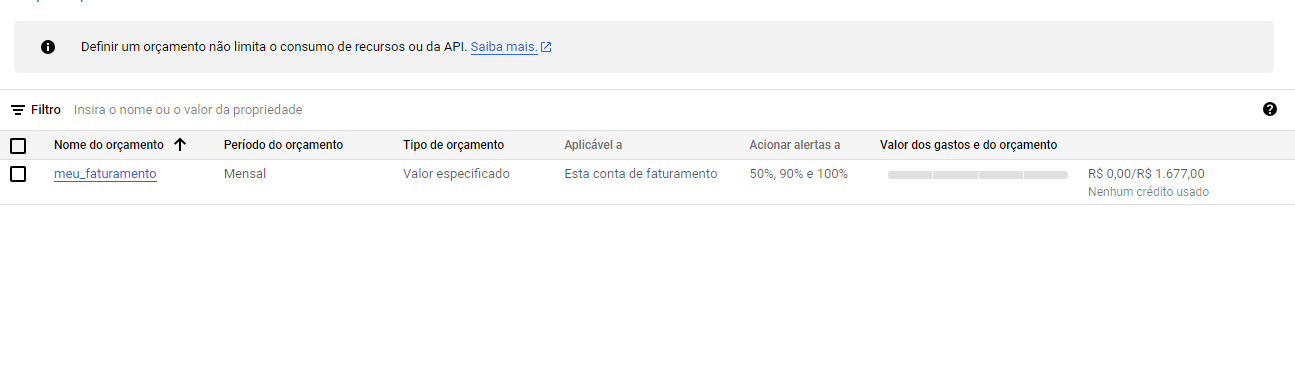 Definir um orçamento não limita o consumo de recursos ou da API. Saiba mais.
Filtro Insira o nome ou o valor da propriedade
Nome do orçamento Período do orçamento Tipo de orçamento Aplicável a Acionar alertas a Valor dos gastos e do orçamento
meu_faturamento Mensal Valor especificado Esta conta de faturamento 50%, 90% e 100% R$ 0,00/R$ 1.677,00
Nenhum crédito usado